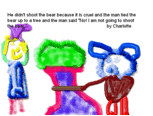 He didn't shoot the bear because it is cruel and the man tied the
bear up to a tree and the man said "No! I am not going to shoot
the by Charlotte